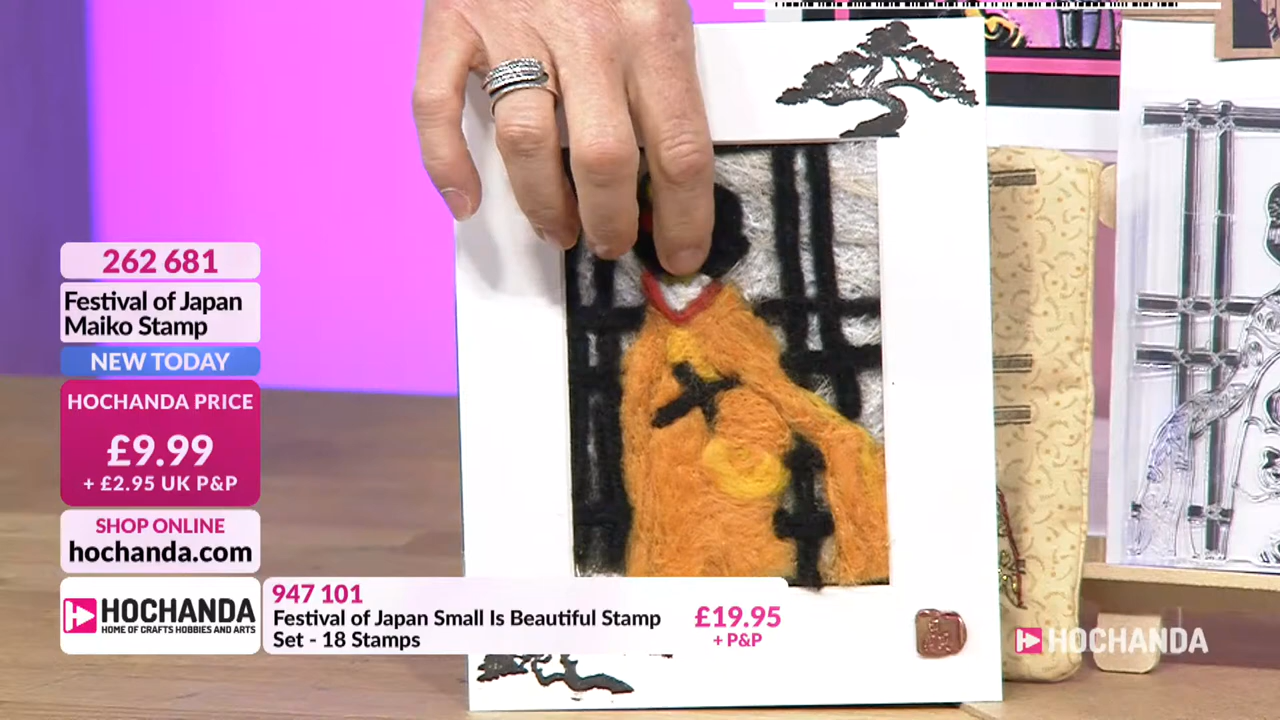 262 681
Festival of Japan
Maiko Stamp
NEW TODAY
HOCHANDA PRICE
£9.99
+ £2.95 UK P&P
SHOP ONLINE
hochanda.com
HOCHANDA
HOME OF CRAFTS HOBBIES AND ARTS
947 101
Festival of Japan Small Is Beautiful Stamp
Set - 18 Stamps
£19.95
+ P&P
HOCHANDA